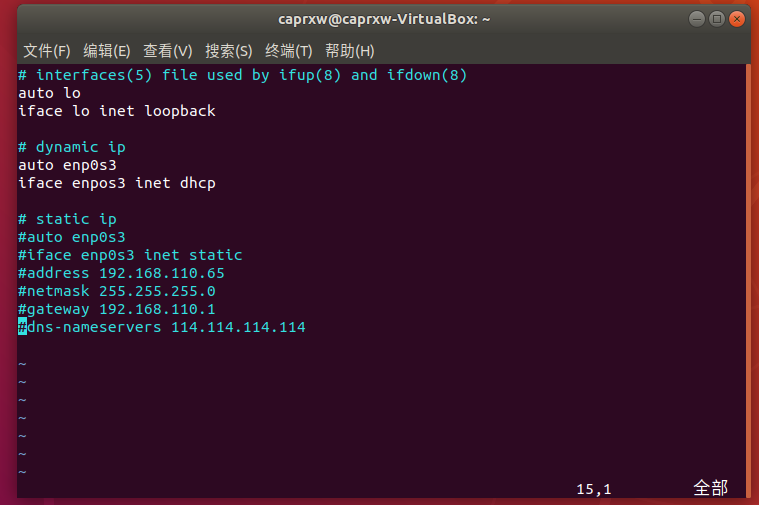 caprxw@caprxw-VirtualBox: ~
文件(F) 编辑(E) 查看(V) 搜索(S) 终端(T) 帮助(H)
# interfaces(5) file used by ifup(8) and ifdown(8)
auto lo
iface lo inet loopback
# dynamic ip
auto enp0s3
iface enpos3 inet dhcp
# static ip
#auto enp0s3
#iface enp0s3 inet static
#address 192.168.110.65
#netmask 255.255.255.0
#gateway 192.168.110.1
#dns-nameservers 114.114.114.114
~
~
~
~
~
~
~
15,1 全部